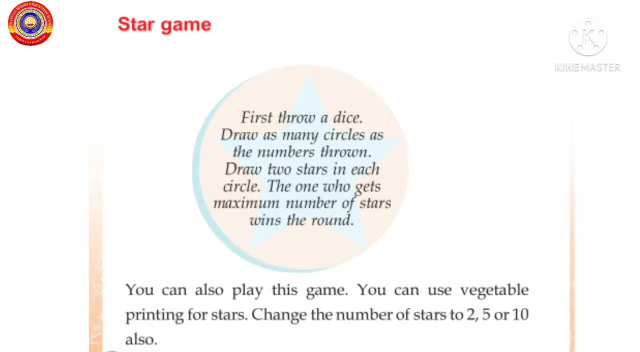 Star game
KINEMASTER
First throw a dice.
Draw as many circles as
the numbers thrown.
Draw two stars in each
circle. The one who gets
maximum number of stars
wins the round.
You can also play this game. You can use vegetable
printing for stars. Change the number of stars to 2, 5 or 10
also.